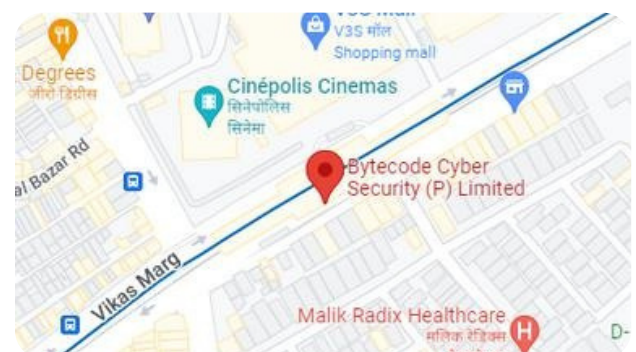 V3S मॉल
Shopping mall
Degrees
जीरो डिग्रीस
Cinépolis Cinemas
सिनेपोलिस
सिनेमा
al Bazar Rd
Bytecode Cyber
Security (P) Limited
Vikas Marg
Malik Radix Healthcare
मलिक रेडिक्स
D-